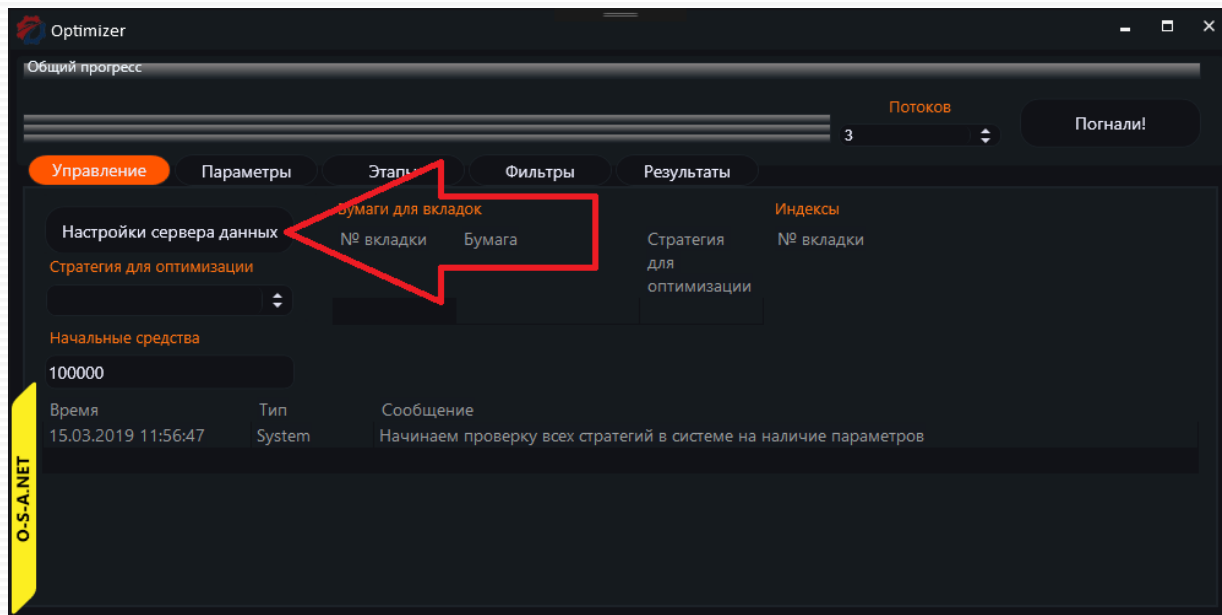 Optimizer
Общий прогресс
Потоков
3
Погнали!
Управление
Параметры
Этапы
Фильтры
Результаты
Настройки сервера данных
Бумаги для вкладок
Индексы
№ вкладки
Бумага
Стратегия
для
оптимизации
№ вкладки
Стратегия для оптимизации
Начальные средства
100000
Время
Тип
Сообщение
15.03.2019 11:56:47
System
Начинаем проверку всех стратегий в системе на наличие параметров
O-S-A.NET